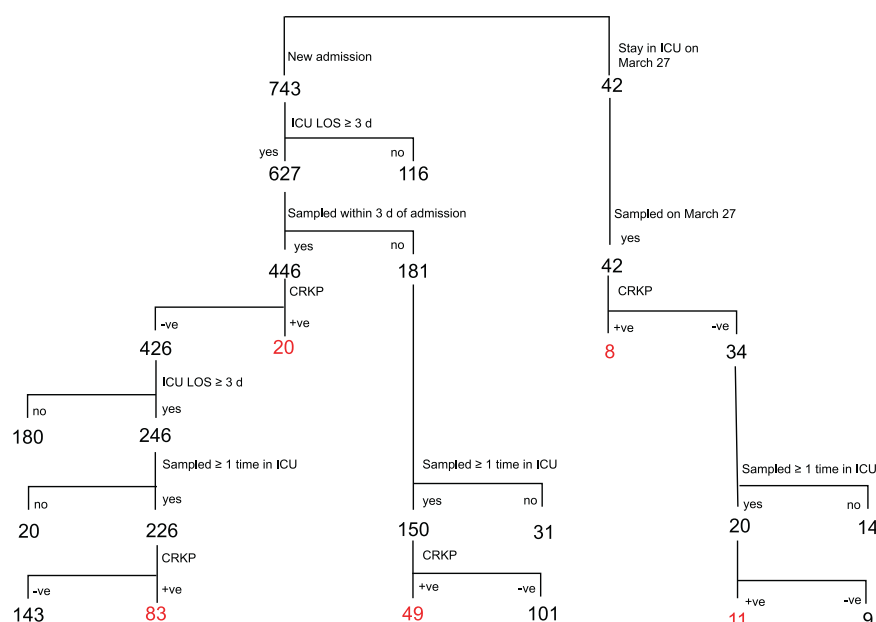 New admission
Stay in ICU on
March 27
743
42
ICU LOS ≥ 3 d
yes
no
627
116
Sampled within 3 d of admission
Sampled on March 27
yes
no
yes
446
181
42
CRKP
CRKP
-ve
+ve
+ve
-ve
426
20
8
34
ICU LOS ≥ 3 d
no
yes
180
246
Sampled ≥ 1 time in ICU
Sampled ≥ 1 time in ICU
Sampled ≥ 1 time in ICU
no
yes
yes
no
yes
no
20
226
150
31
20
14
CRKP
CRKP
-ve
+ve
+ve
-ve
+ve
-ve
143
83
49
101
11
9